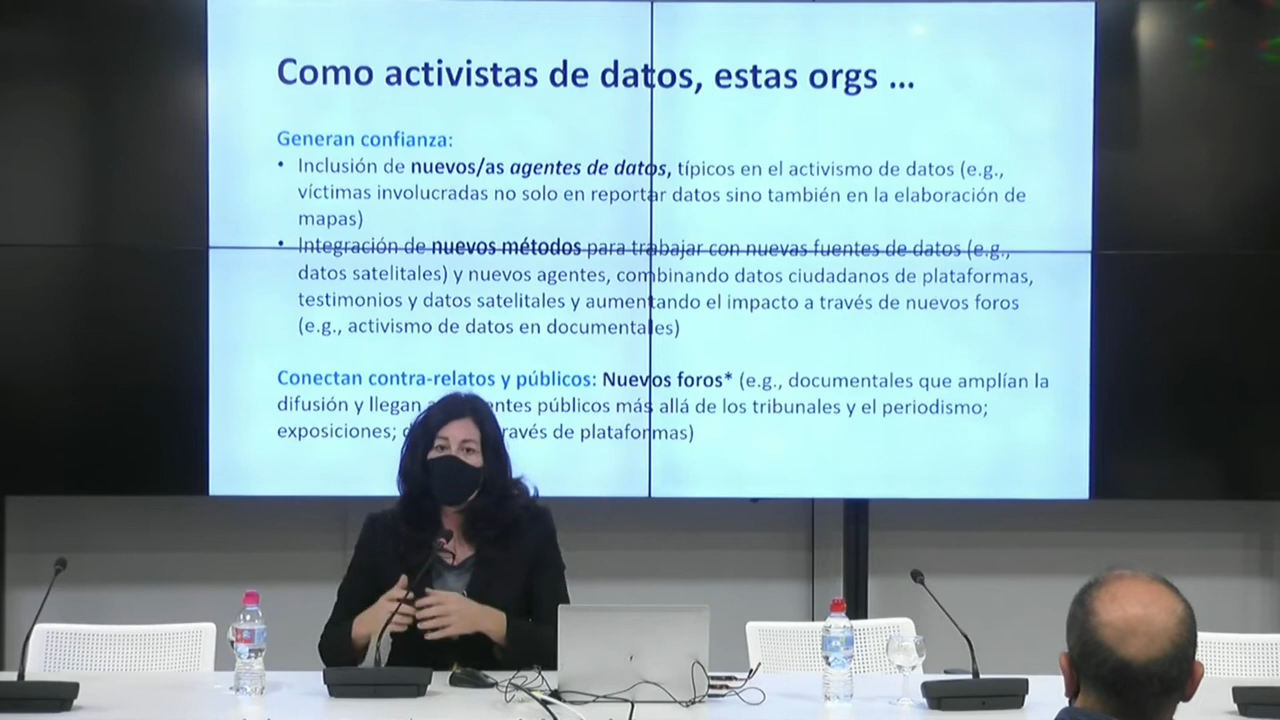 Como activistas de datos, estas orgs ...
Generan confianza:
• Inclusión de nuevos/as agentes de datos, típicos en el activismo de datos (e.g.,
víctimas involucradas no solo en reportar datos sino también en la elaboración de
mapas)
• Integración de nuevos métodos para trabajar con nuevas fuentes de datos (e.g.,
datos satelitales) y nuevos agentes, combinando datos ciudadanos de plataformas,
testimonios y datos satelitales y aumentando el impacto a través de nuevos foros
(e.g., activismo de datos en documentales)
Conectan contra-relatos y públicos: Nuevos foros* (e.g., documentales que amplían la
difusión y llegan públicos más allá de los tribunales y el periodismo;
exposiciones; través de plataformas)